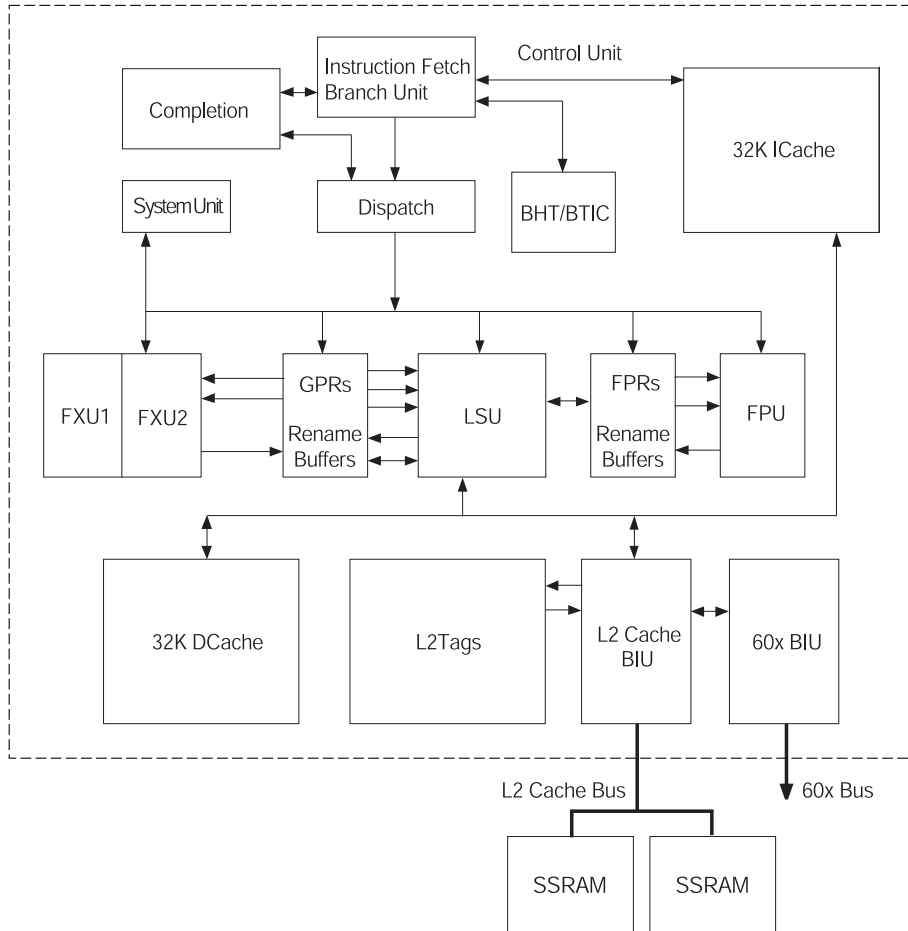 Control Unit
Instruction Fetch
Branch Unit
Completion
32K ICache
System Unit
Dispatch
BHT/BTIC
FXU1
FXU2
GPRs
Rename
Buffers
LSU
FPRs
Rename
Buffers
FPU
32K DCache
L2Tags
L2 Cache
BIU
60x BIU
L2 Cache Bus
60x Bus
SSRAM
SSRAM